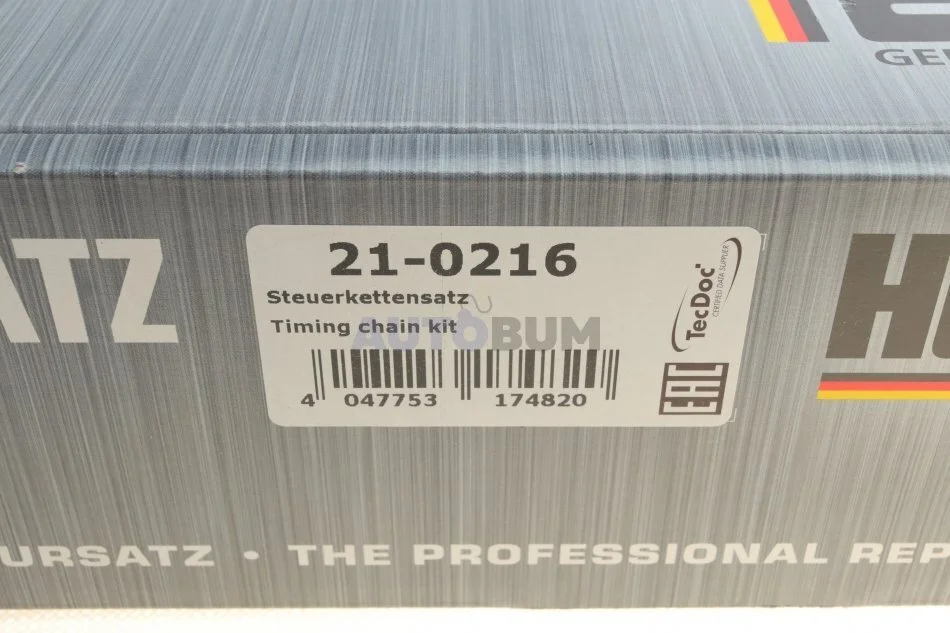 GE
ATZ
21-0216
Steuerkettensatz
Timing chain kit
AUTOBUM
4 047753 174820
TecDoc
CERTIFIED DATA SUPPLIER
EAC
H
URSATZ • THE PROFESSIONAL REP